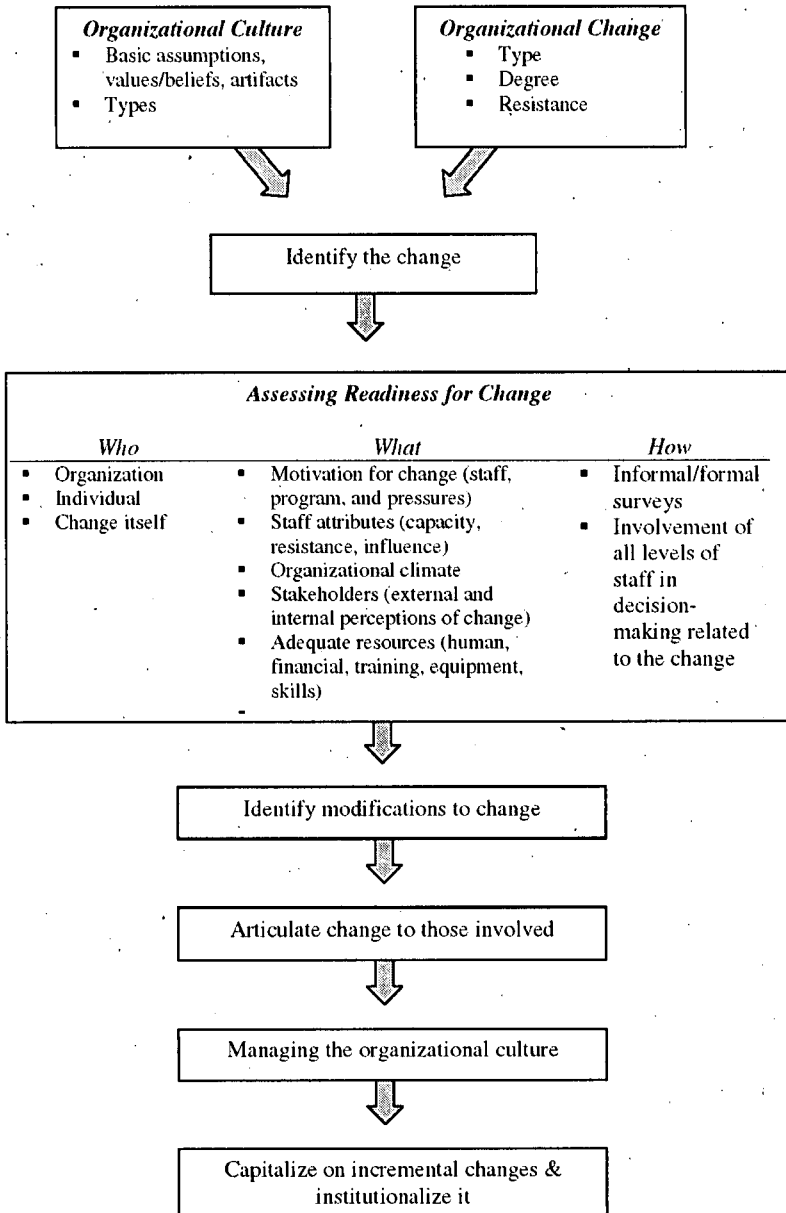 Organizational Culture
▪ Basic assumptions,
values/beliefs, artifacts
▪ Types
Organizational Change
▪ Type
▪ Degree
▪ Resistance
Identify the change
Assessing Readiness for Change
Who
▪ Organization
▪ Individual
▪ Change itself
What
▪ Motivation for change (staff,
program, and pressures)
▪ Staff attributes (capacity,
resistance, influence)
▪ Organizational climate
▪ Stakeholders (external and
internal perceptions of change)
▪ Adequate resources (human,
financial, training, equipment,
skills)
-
How
▪ Informal/formal
surveys
▪ Involvement of
all levels of
staff in
decision-
making related
to the change
Identify modifications to change
Articulate change to those involved
Managing the organizational culture
Capitalize on incremental changes &
institutionalize it